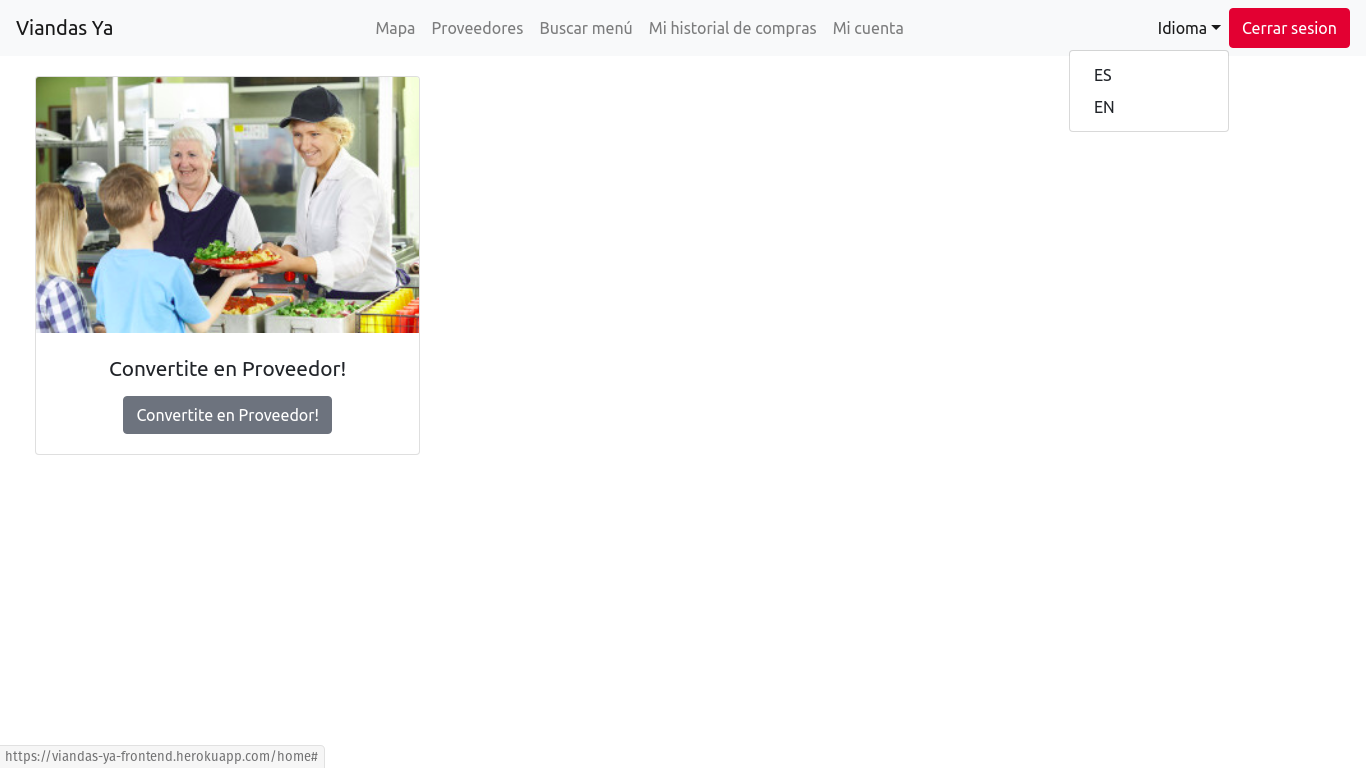 Viandas Ya
Mapa Proveedores Buscar menú Mi historial de compras Mi cuenta
Idioma
Cerrar sesion
ES
EN
Convertite en Proveedor!
Convertite en Proveedor!
https://viandas-ya-frontend.herokuapp.com/home#